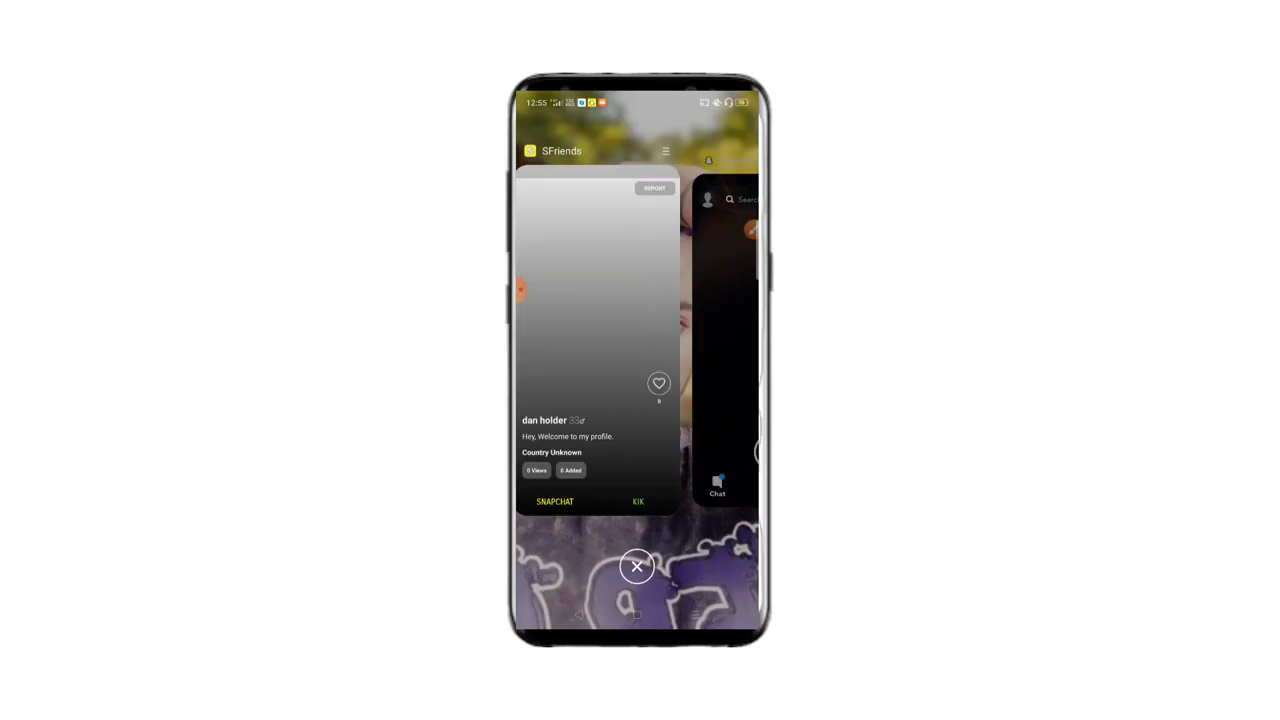 12:55
SFriends
REPORT
Search
dan holder 33♂
Hey, Welcome to my profile.
Country Unknown
0 Views 0 Added
Chat
SNAPCHAT KIK